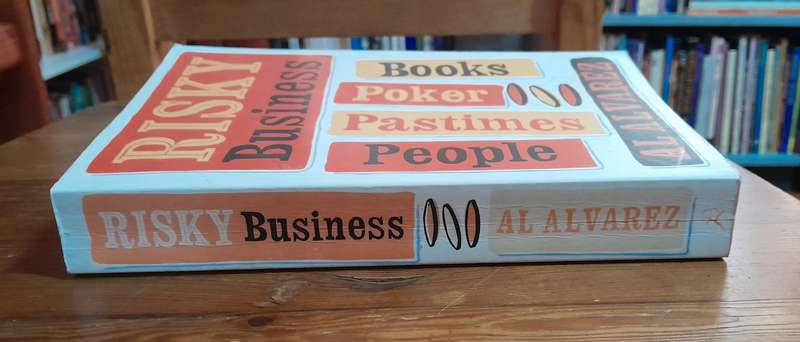 RISKY
Business
Books
Poker
Pastimes
People
AL ALVAREZ
RISKY Business AL ALVAREZ